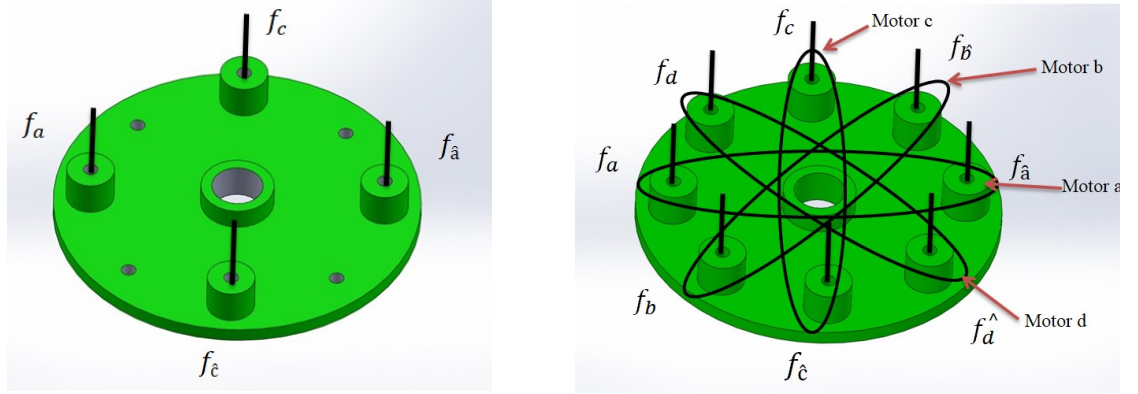 f_c
f_a
f_â
f_ĉ
f_c
Motor c
f_b̂
Motor b
f_d
f_a
f_â
Motor a
f_b
Motor d
f_d^
f_ĉ